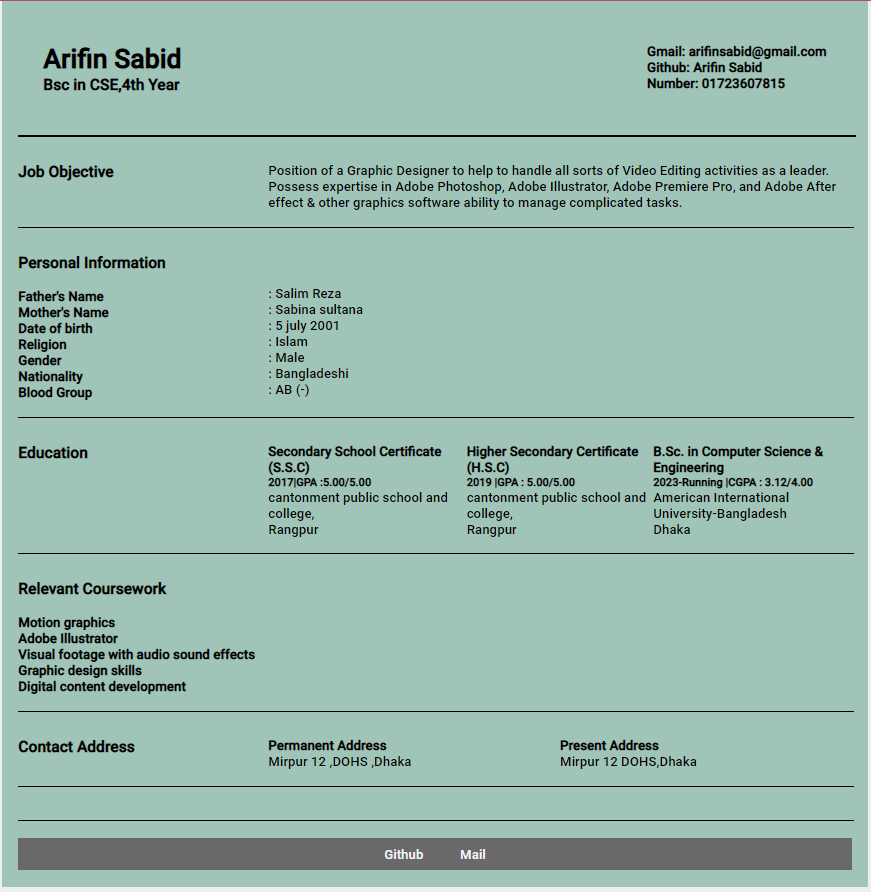 Arifin Sabid
Bsc in CSE,4th Year
Gmail: arifinsabid@gmail.com
Github: Arifin Sabid
Number: 01723607815
Job Objective
Position of a Graphic Designer to help to handle all sorts of Video Editing activities as a leader.
Possess expertise in Adobe Photoshop, Adobe Illustrator, Adobe Premiere Pro, and Adobe After
effect & other graphics software ability to manage complicated tasks.
Personal Information
Father's Name : Salim Reza
Mother's Name : Sabina sultana
Date of birth : 5 july 2001
Religion : Islam
Gender : Male
Nationality : Bangladeshi
Blood Group : AB (-)
Education
Secondary School Certificate
(S.S.C)
2017|GPA :5.00/5.00
cantonment public school and
college,
Rangpur
Higher Secondary Certificate
(H.S.C)
2019 |GPA : 5.00/5.00
cantonment public school and
college,
Rangpur
B.Sc. in Computer Science &
Engineering
2023-Running |CGPA : 3.12/4.00
American International
University-Bangladesh
Dhaka
Relevant Coursework
Motion graphics
Adobe Illustrator
Visual footage with audio sound effects
Graphic design skills
Digital content development
Contact Address
Permanent Address
Mirpur 12 ,DOHS ,Dhaka
Present Address
Mirpur 12 DOHS,Dhaka
Github Mail